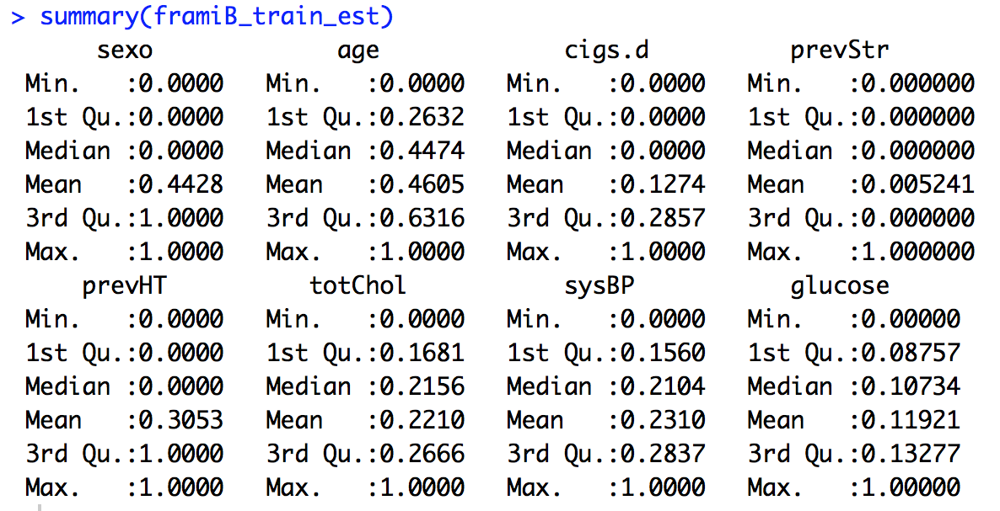 > summary(framiB_train_est)
sexo age cigs.d prevStr
Min. :0.0000 Min. :0.0000 Min. :0.0000 Min. :0.000000
1st Qu.:0.0000 1st Qu.:0.2632 1st Qu.:0.0000 1st Qu.:0.000000
Median :0.0000 Median :0.4474 Median :0.0000 Median :0.000000
Mean :0.4428 Mean :0.4605 Mean :0.1274 Mean :0.005241
3rd Qu.:1.0000 3rd Qu.:0.6316 3rd Qu.:0.2857 3rd Qu.:0.000000
Max. :1.0000 Max. :1.0000 Max. :1.0000 Max. :1.000000
prevHT totChol sysBP glucose
Min. :0.0000 Min. :0.0000 Min. :0.0000 Min. :0.00000
1st Qu.:0.0000 1st Qu.:0.1681 1st Qu.:0.1560 1st Qu.:0.08757
Median :0.0000 Median :0.2156 Median :0.2104 Median :0.10734
Mean :0.3053 Mean :0.2210 Mean :0.2310 Mean :0.11921
3rd Qu.:1.0000 3rd Qu.:0.2666 3rd Qu.:0.2837 3rd Qu.:0.13277
Max. :1.0000 Max. :1.0000 Max. :1.0000 Max. :1.00000